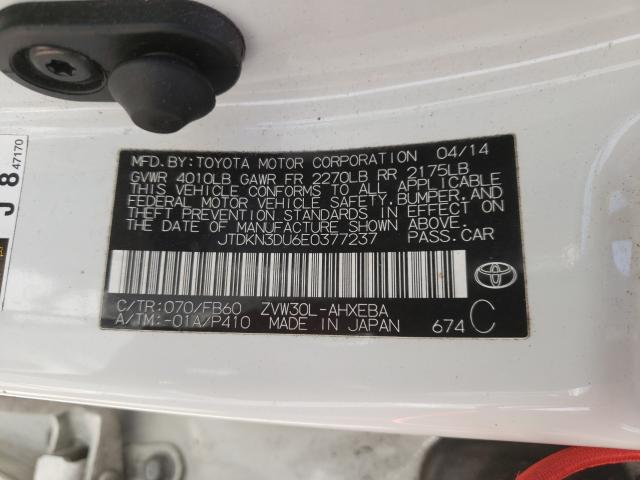 MFD.BY:TOYOTA MOTOR CORPORATION 04/14
GVWR 4010LB GAWR FR 2270LB RR 2175LB
THIS VEHICLE CONFORMS TO ALL APPLICABLE
FEDERAL MOTOR VEHICLE SAFETY,BUMPER,AND
THEFT PREVENTION STANDARDS IN EFFECT ON
THE DATE OF MANUFACTURE SHOWN ABOVE.
JTDKN3DU6E0377237 PASS.CAR
C/TR:070/FB60 ZVW30L-AHXEBA
A/TM:-01A/P410 MADE IN JAPAN 674 C
J 8 47170